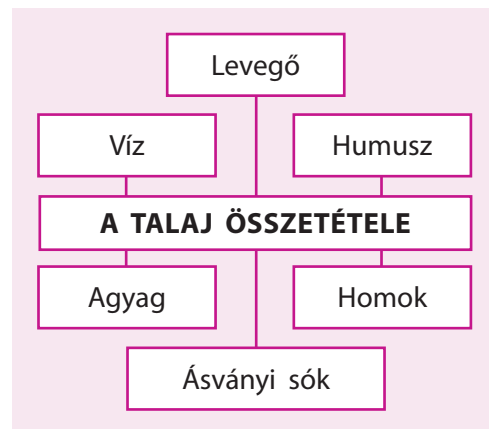 Levegő
Víz
Humusz
A TALAJ ÖSSZETÉTELE
Agyag
Homok
Ásványi sók